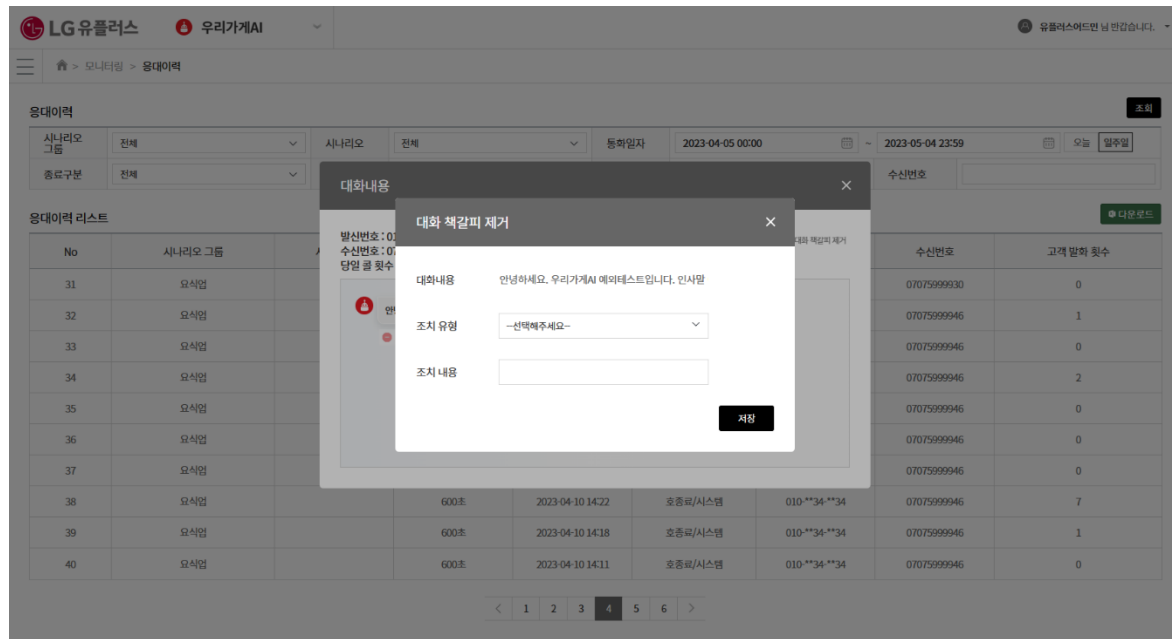 LG유플러스 우리가게AI 유플러스어드민 님 반갑습니다.
> 모니터링 > 응대이력
응대이력 조회
시나리오 그룹 전체 시나리오 전체 통화일자 2023-04-05 00:00 ~ 2023-05-04 23:59 오늘 일주일
종료구분 전체 수신번호
대화내용
응대이력 리스트 다운로드
대화 책갈피 제거
발신번호 : 대화 책갈피 제거
수신번호 :
당일 콜 횟수
No 시나리오 그룹 수신번호 고객 발화 횟수
대화내용 안녕하세요. 우리가게AI 예외테스트입니다. 인사말
조치 유형 --선택해주세요--
조치 내용
저장
31 요식업 07075999930 0
32 요식업 07075999946 1
33 요식업 07075999946 0
34 요식업 07075999946 2
35 요식업 07075999946 0
36 요식업 07075999946 0
37 요식업 07075999946 0
38 요식업 600초 2023-04-10 14:22 호종료/시스템 010-**34-**34 07075999946 7
39 요식업 600초 2023-04-10 14:18 호종료/시스템 010-**34-**34 07075999946 1
40 요식업 600초 2023-04-10 14:11 호종료/시스템 010-**34-**34 07075999946 0
< 1 2 3 4 5 6 >